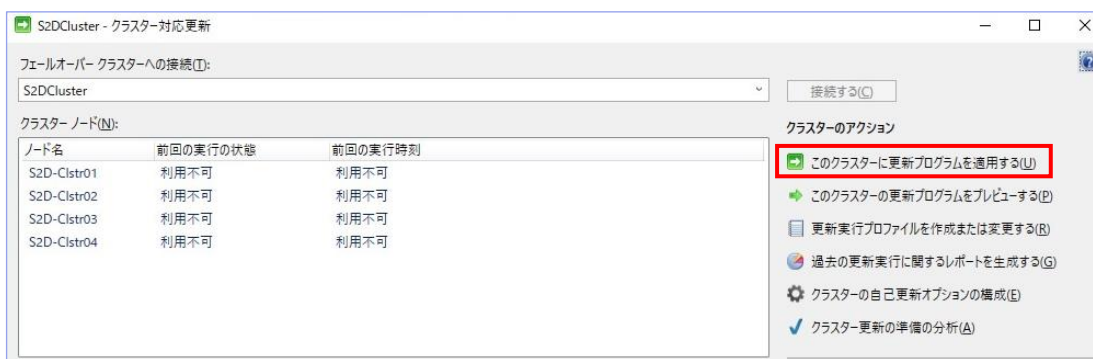 S2DCluster - クラスター対応更新
フェールオーバー クラスターへの接続(T):
S2DCluster
接続する(C)
クラスター ノード(N):
ノード名 前回の実行の状態 前回の実行時刻
S2D-Clstr01 利用不可 利用不可
S2D-Clstr02 利用不可 利用不可
S2D-Clstr03 利用不可 利用不可
S2D-Clstr04 利用不可 利用不可
クラスターのアクション
このクラスターに更新プログラムを適用する(U)
このクラスターの更新プログラムをプレビューする(P)
更新実行プロファイルを作成または変更する(R)
過去の更新実行に関するレポートを生成する(G)
クラスターの自己更新オプションの構成(E)
クラスター更新の準備の分析(A)